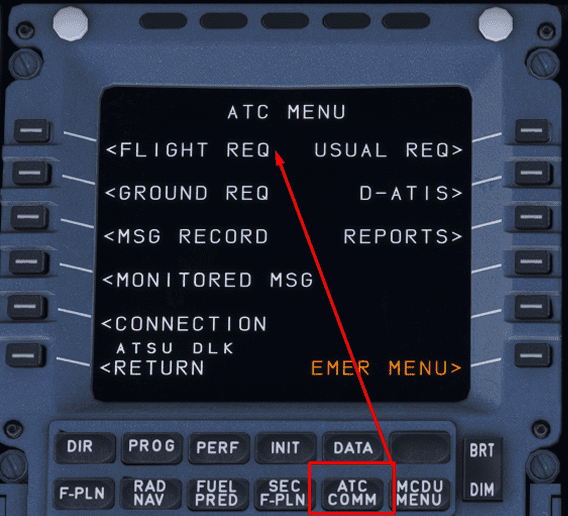 ATC MENU
<FLIGHT REQ USUAL REQ>
<GROUND REQ D-ATIS>
<MSG RECORD REPORTS>
<MONITORED MSG
<CONNECTION
ATSU DLK
<RETURN EMER MENU>
DIR PROG PERF INIT DATA BRT
F-PLN RAD NAV FUEL PRED SEC F-PLN ATC COMM MCDU MENU DIM